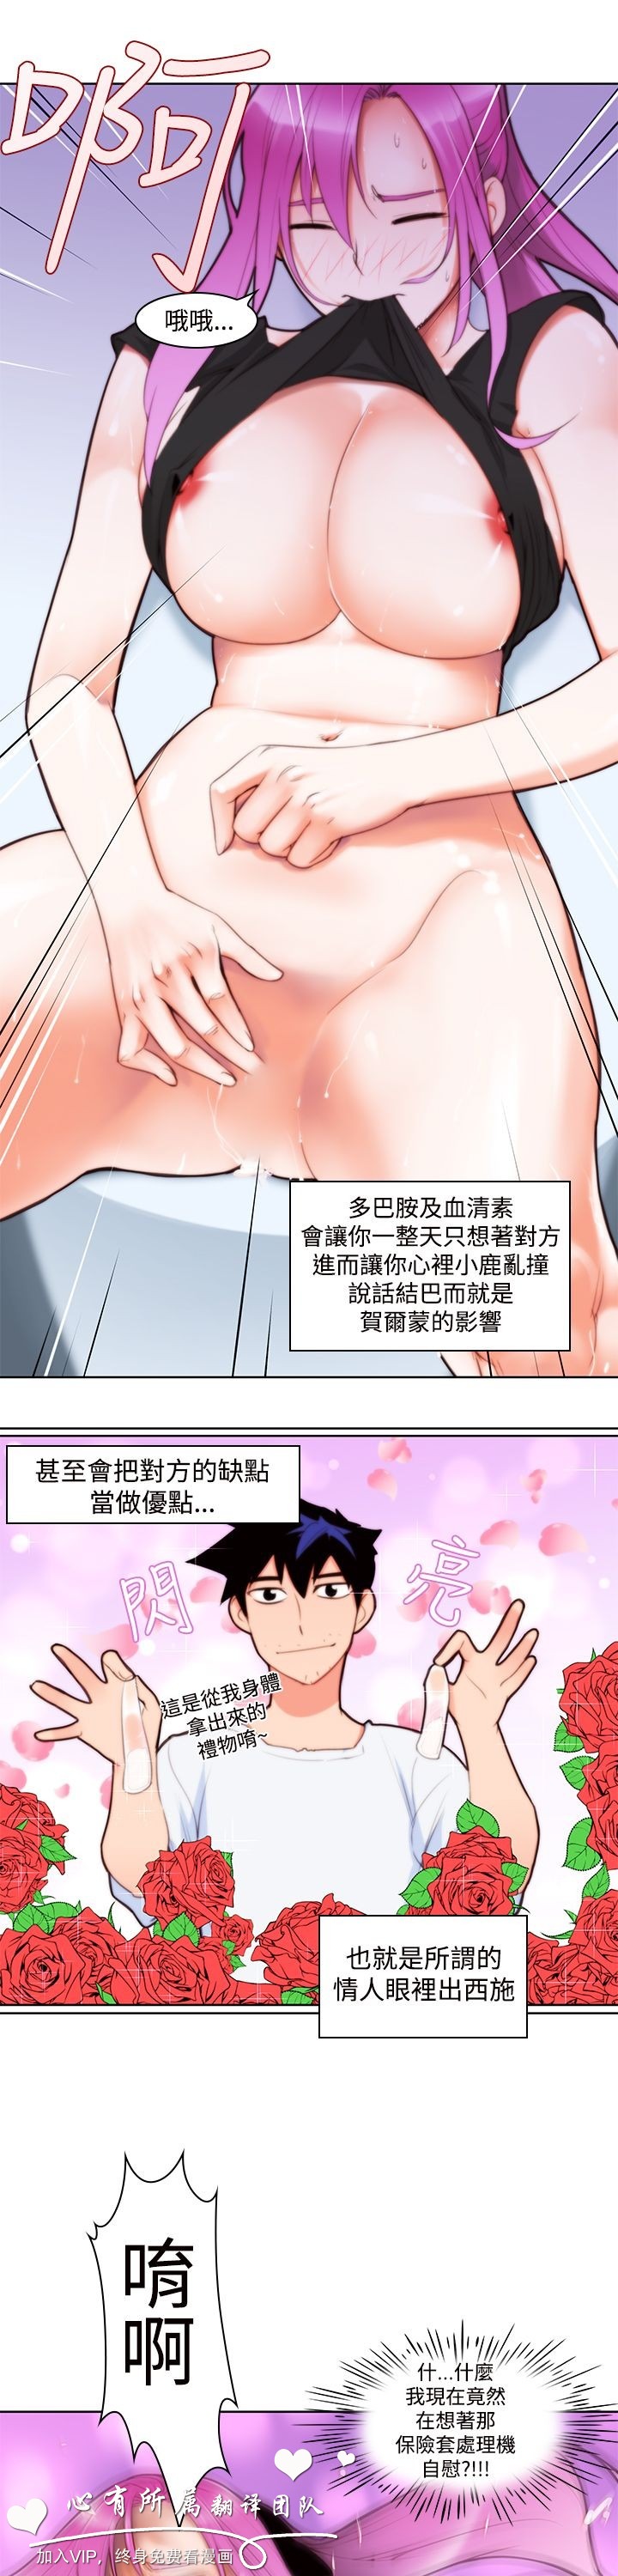 啊
哦哦...
多巴胺及血清素
會讓你一整天只想著對方
進而讓你心裡小鹿亂撞
說話結巴而就是
賀爾蒙的影響
甚至會把對方的缺點
當做優點...
閃
亮
這是從我身體
拿出來的
禮物唷~
也就是所謂的
情人眼裡出西施
唷
啊
什...什麼
我現在竟然
在想著那
保險套處理機
自慰?!!!
心有所属翻译团队
加入VIP，终身免费看漫画